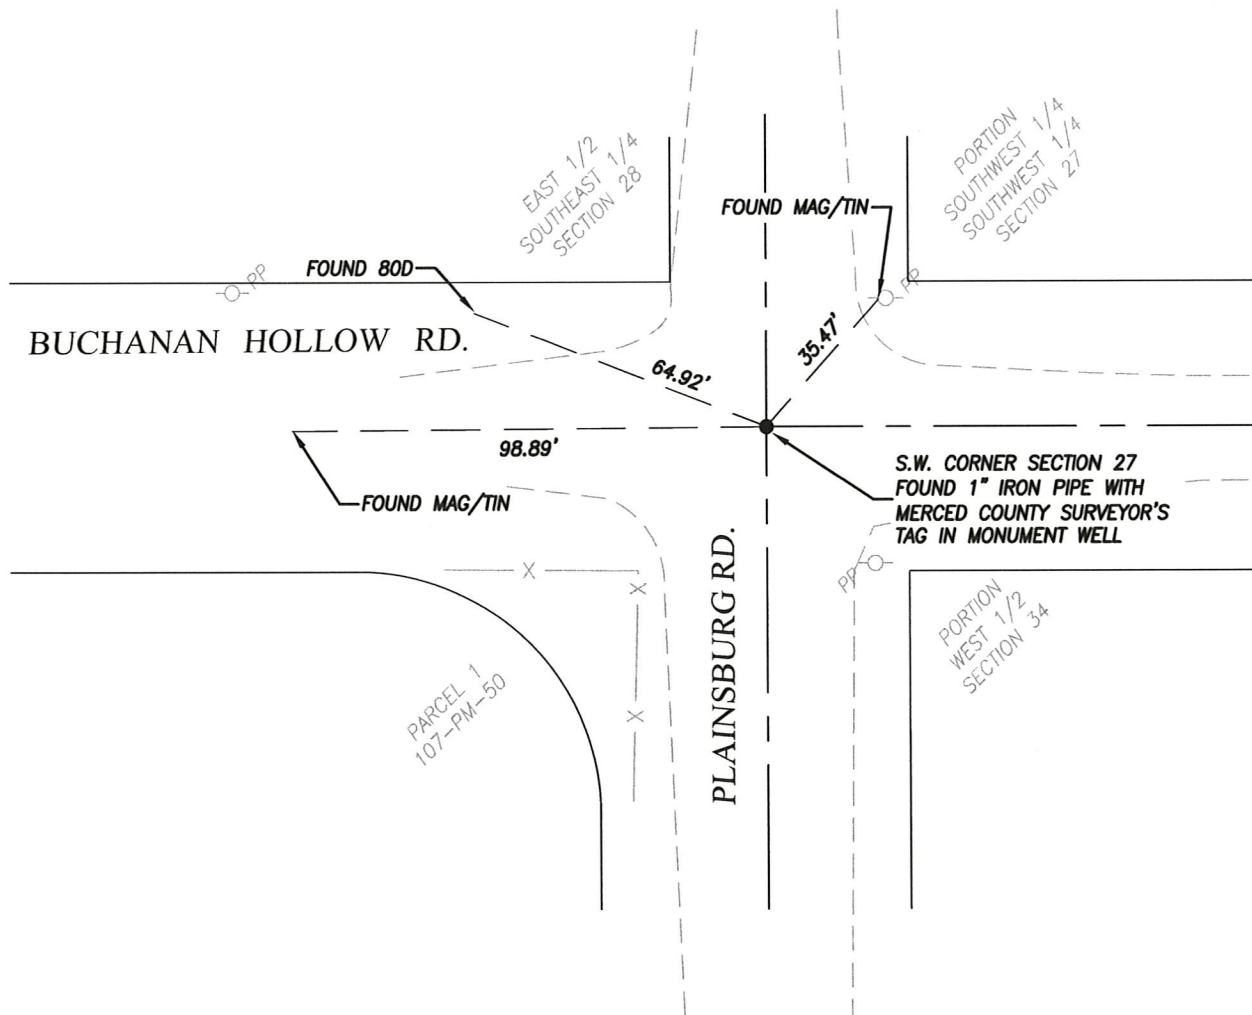 EAST 1/2
SOUTHEAST 1/4
SECTION 28
PORTION
SOUTHWEST 1/4
SOUTHWEST 1/4
SECTION 27
FOUND MAG/TIN
FOUND 80D
PP
PP
BUCHANAN HOLLOW RD.
64.92'
35.47'
98.89'
FOUND MAG/TIN
S.W. CORNER SECTION 27
FOUND 1" IRON PIPE WITH
MERCED COUNTY SURVEYOR'S
TAG IN MONUMENT WELL
PLAINSBURG RD.
X
X
X
PP
PORTION
WEST 1/2
SECTION 34
PARCEL 1
107-PM-50